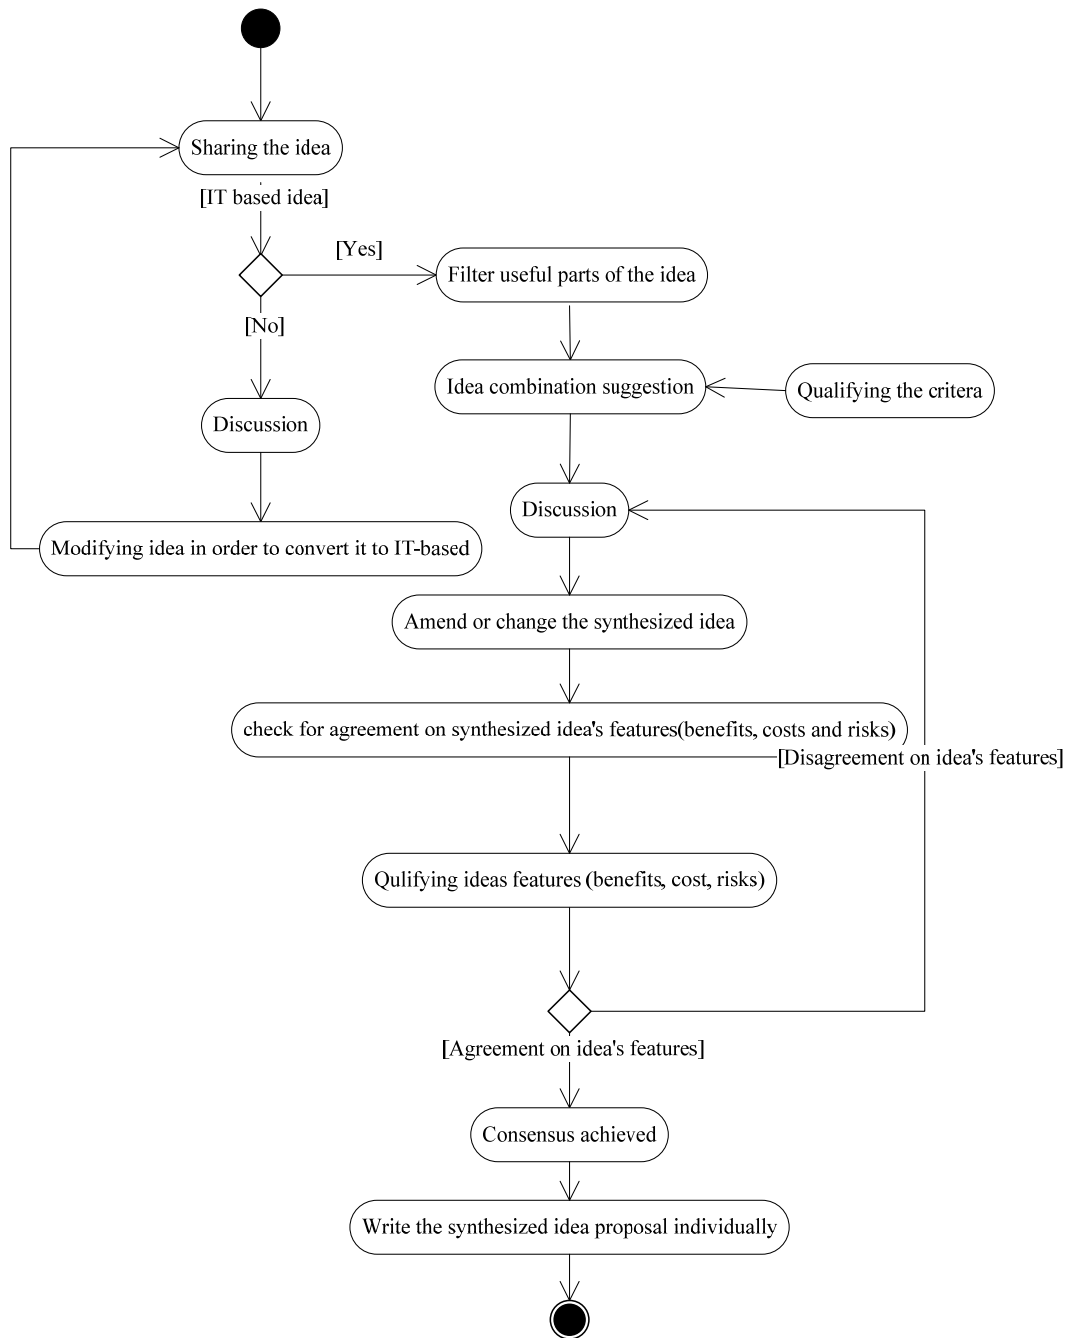 Sharing the idea
[IT based idea]
[Yes]
Filter useful parts of the idea
[No]
Idea combination suggestion
Qualifying the critera
Discussion
Discussion
Modifying idea in order to convert it to IT-based
Amend or change the synthesized idea
check for agreement on synthesized idea's features(benefits, costs and risks)
[Disagreement on idea's features]
Qulifying ideas features (benefits, cost, risks)
[Agreement on idea's features]
Consensus achieved
Write the synthesized idea proposal individually